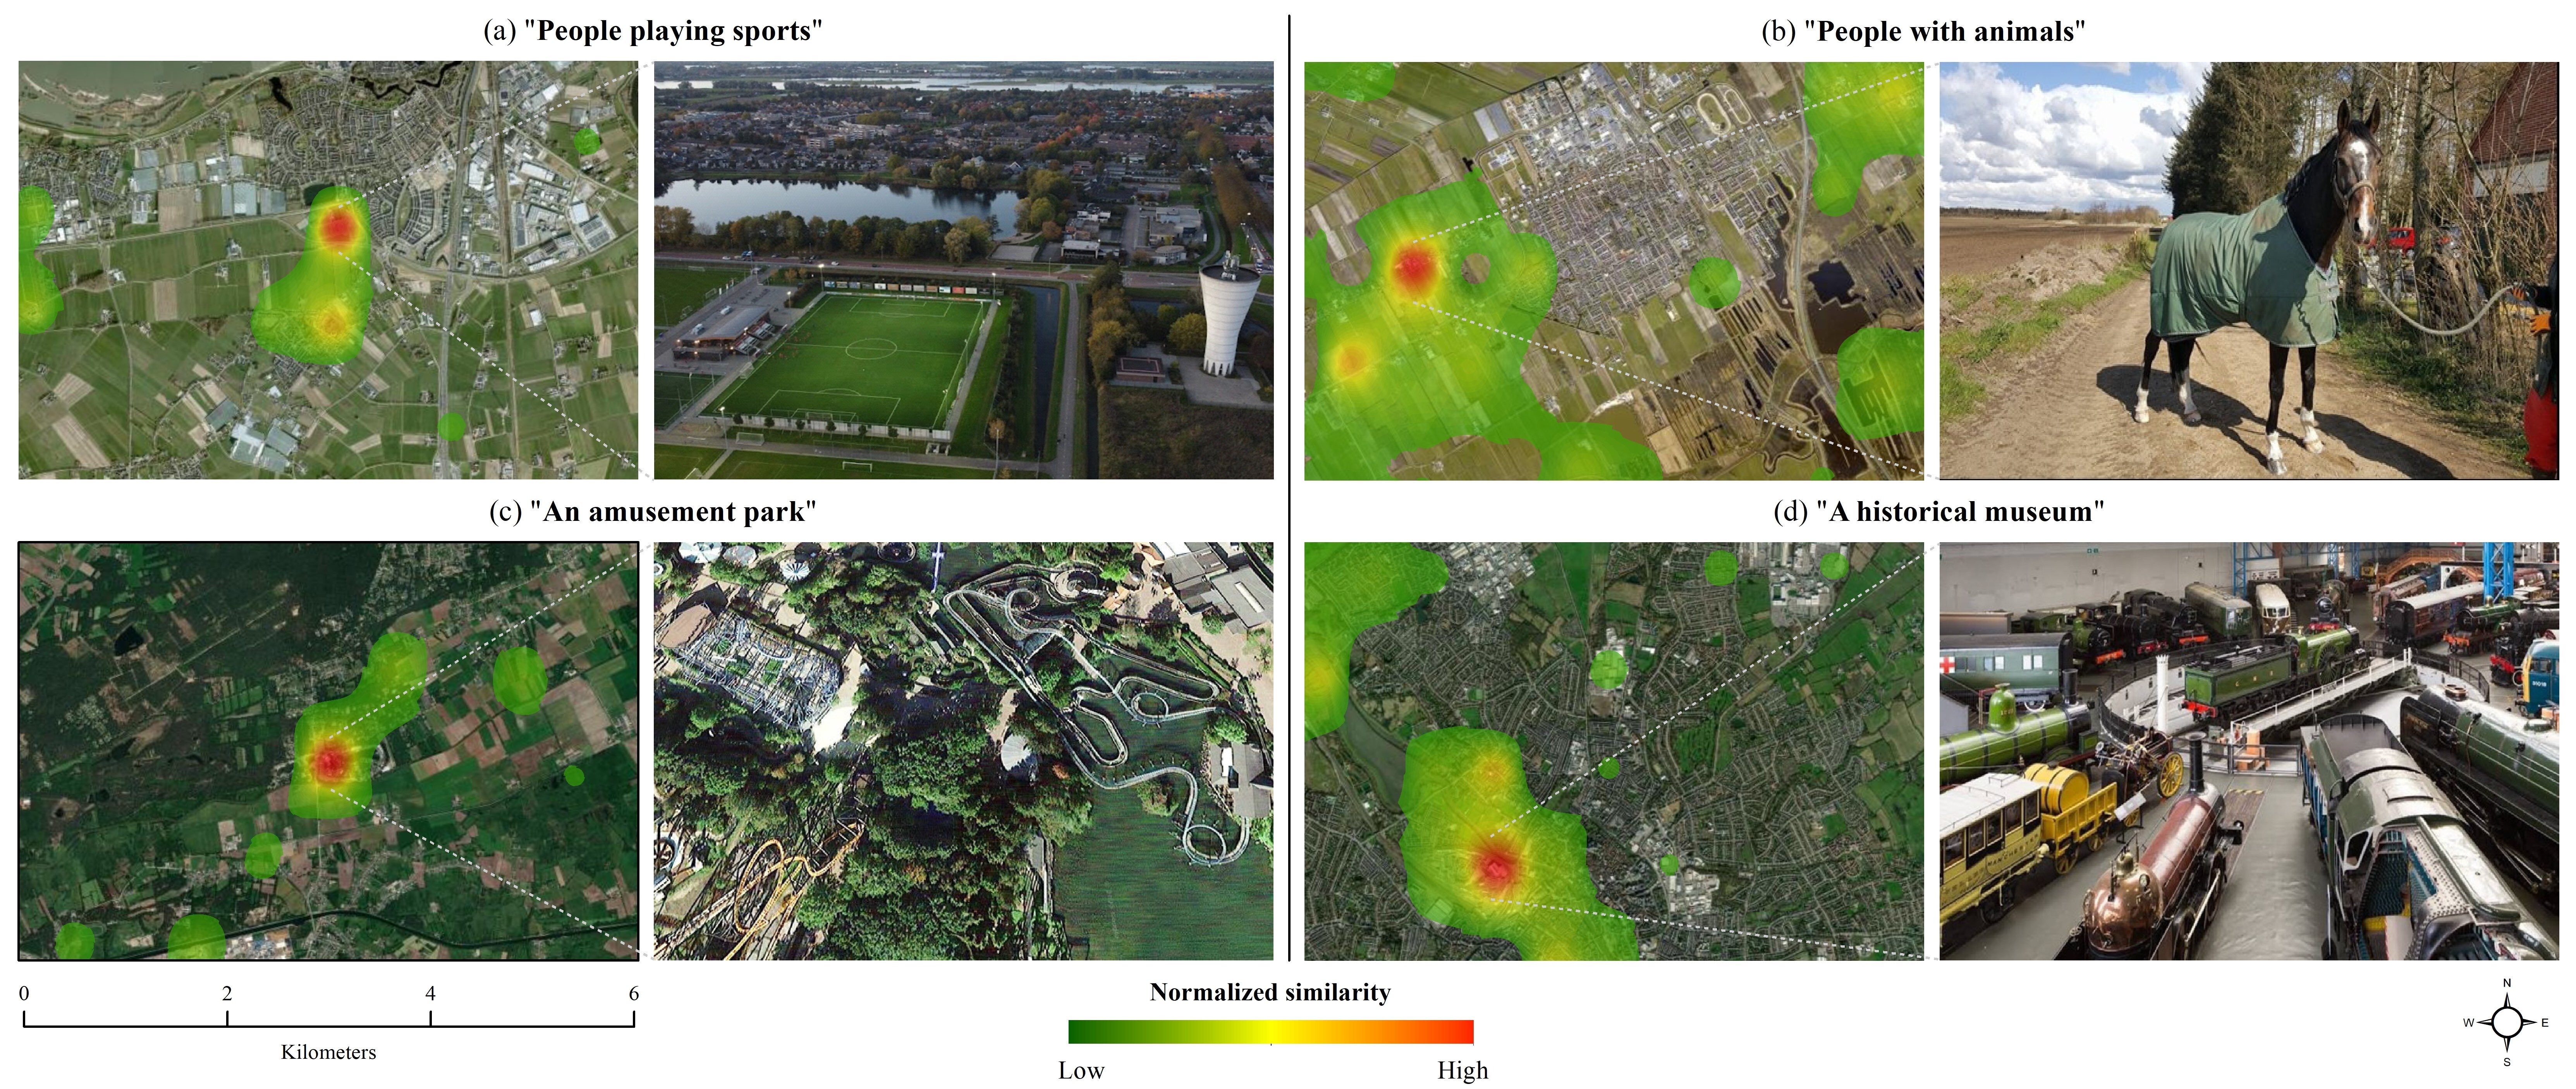 (a) "People playing sports"
(b) "People with animals"
(c) "An amusement park"
(d) "A historical museum"
0 2 4 6
Kilometers
Normalized similarity
Low High
N
W E
S